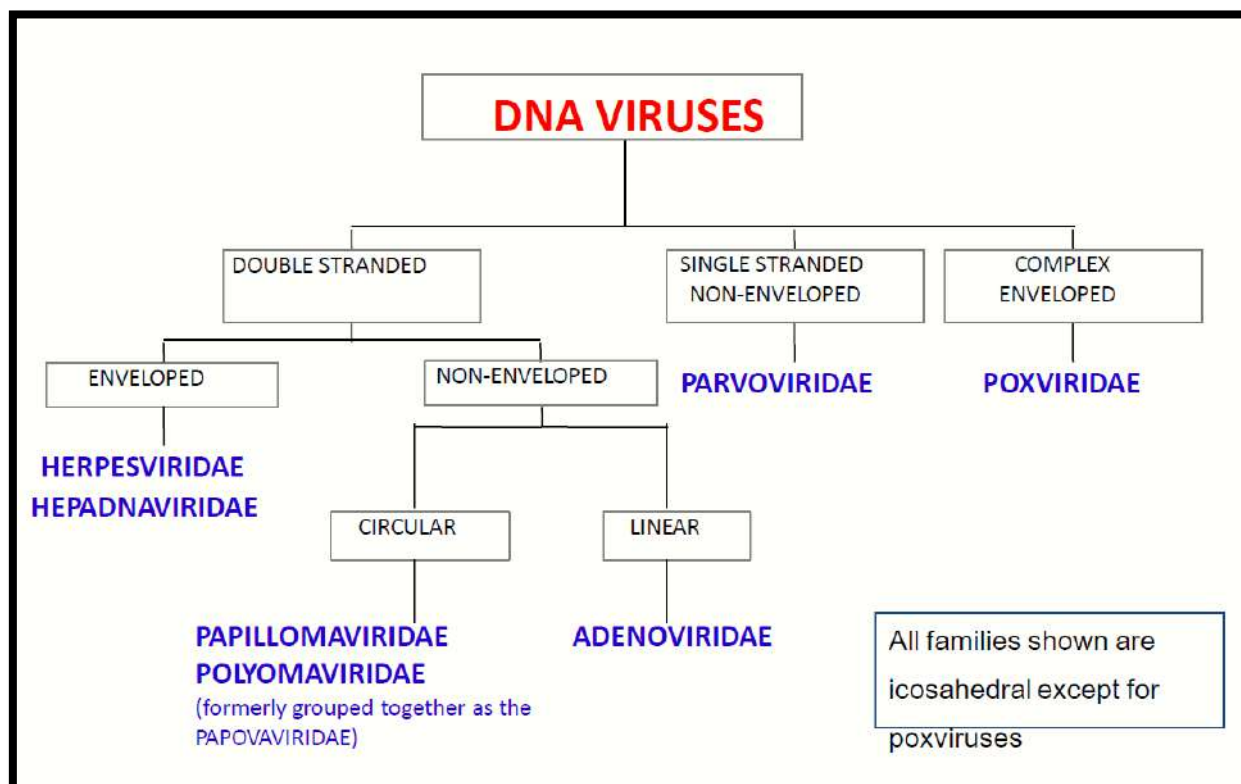 DNA VIRUSES
DOUBLE STRANDED
SINGLE STRANDED
NON-ENVELOPED
COMPLEX
ENVELOPED
ENVELOPED
NON-ENVELOPED
PARVOVIRIDAE
POXVIRIDAE
HERPESVIRIDAE
HEPADNAVIRIDAE
CIRCULAR
LINEAR
PAPILLOMAVIRIDAE
POLYOMAVIRIDAE
(formerly grouped together as the
PAPOVAVIRIDAE)
ADENOVIRIDAE
All families shown are
icosahedral except for
poxviruses